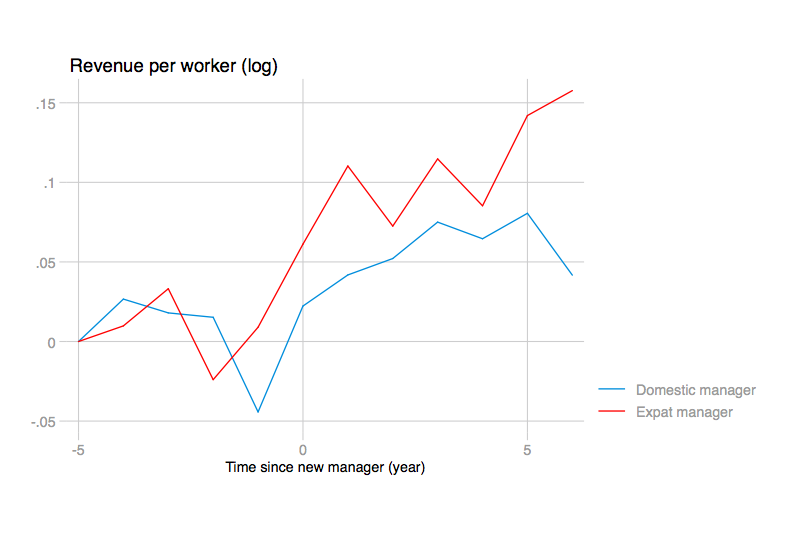 Revenue per worker (log)
.15
.1
.05
0
-.05
-5 0 5
Time since new manager (year)
Domestic manager
Expat manager